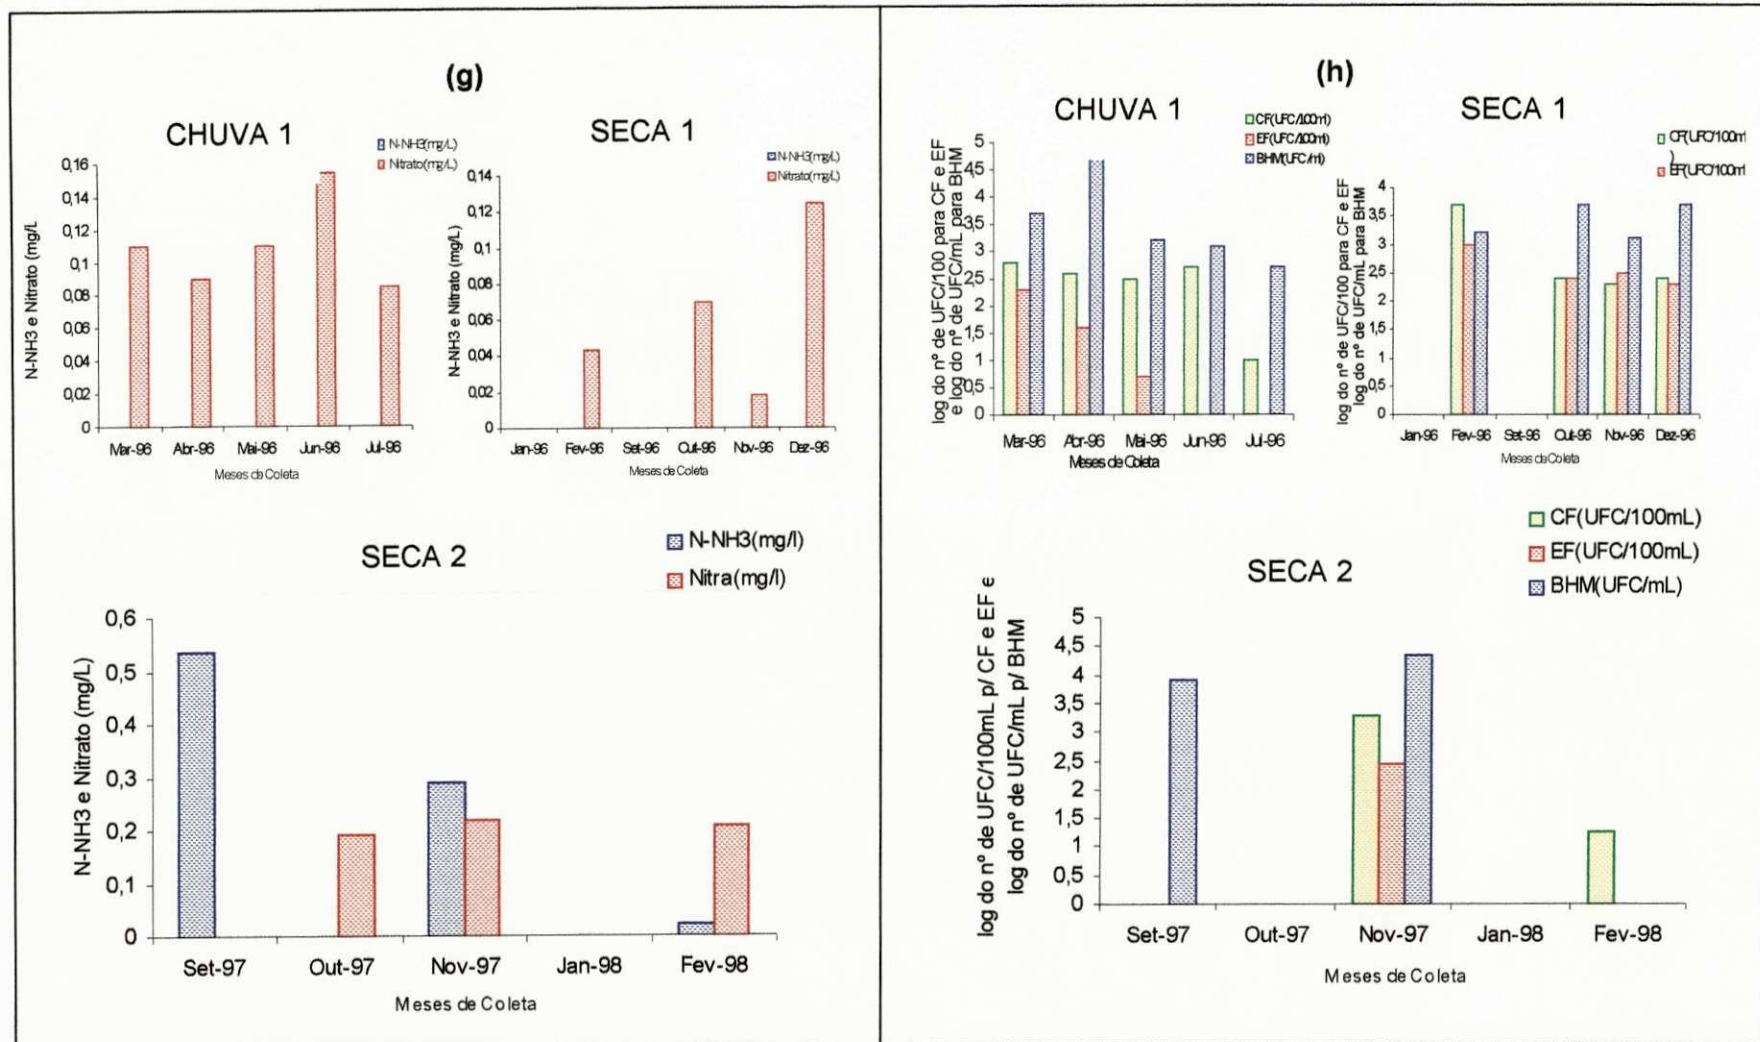 (g)
CHUVA 1
N-NH3(mg/L)
Nitrato(mg/L)
N-NH3 e Nitrato (mg/L
0,16
0,14
0,12
0,10
0,08
0,06
0,04
0,02
0
Mar-96 Abr-96 Mai-96 Jun-96 Jul-96
Meses de Coleta
SECA 1
N-NH3(mg/L)
Nitrato(mg/L)
N-NH3 e Nitrato (mg/L)
0,14
0,12
0,1
0,08
0,06
0,04
0,02
0
Jan-96 Fev-96 Set-96 Out-96 Nov-96 Dez-96
Meses de Coleta
SECA 2
N-NH3(mg/l)
Nitra(mg/l)
N-NH3 e Nitrato (mg/L)
0,6
0,5
0,4
0,3
0,2
0,1
0
Set-97 Out-97 Nov-97 Jan-98 Fev-98
Meses de Coleta
(h)
CHUVA 1
CF(UFC/100ml)
EF(UFC/100ml)
BHM(UFC/ml)
log do nº de UFC/100 para CF e EF
e log do nº de UFC/mL para BHM
5
4,5
4
3,5
3
2,5
2
1,5
1
0,5
0
Mar-96 Abr-96 Mai-96 Jun-96 Jul-96
Meses de Coleta
SECA 1
CF(UFC/100ml
)
EF(UFC/100ml
log do nº de UFC/100 para CF e EF
log do nº de UFC/mL para BHM
4
3,5
3
2,5
2
1,5
1
0,5
0
Jan-96 Fev-96 Set-96 Out-96 Nov-96 Dez-96
Meses de Coleta
SECA 2
CF(UFC/100mL)
EF(UFC/100mL)
BHM(UFC/mL)
log do nº de UFC/100mL p/ CF e EF e
log do nº de UFC/mL p/ BHM
5
4,5
4
3,5
3
2,5
2
1,5
1
0,5
0
Set-97 Out-97 Nov-97 Jan-98 Fev-98
Meses de Coleta